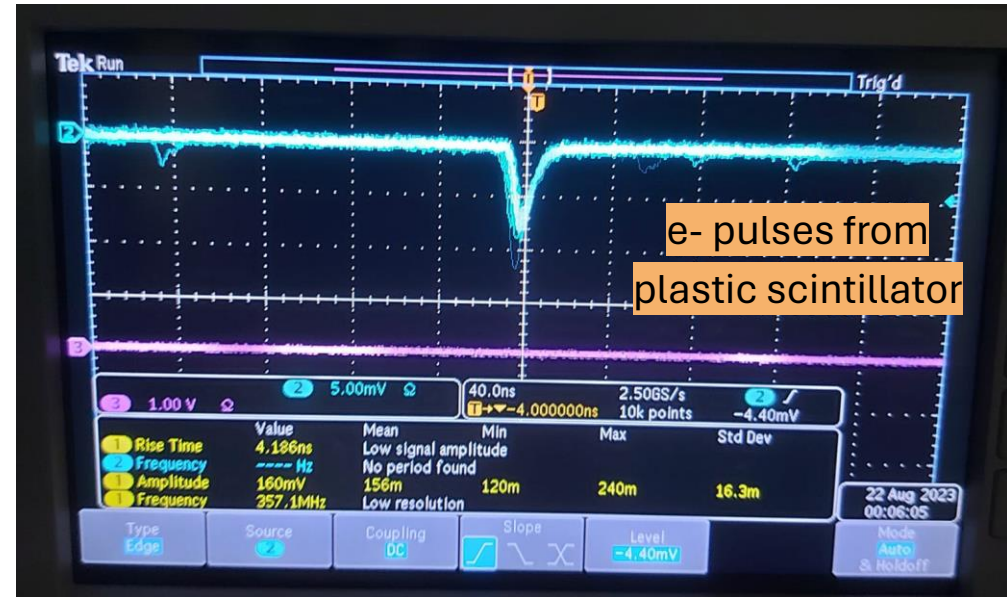 Tek Run
Trig'd
T
2
e- pulses from
plastic scintillator
3
2 5.00mV Ω 40.0ns 2.50GS/s 2
3 1.00 V Ω T→▼-4.000000ns 10k points -4.40mV
Value Mean Min Max Std Dev
1 Rise Time 4.186ns Low signal amplitude
2 Frequency ---- Hz No period found
1 Amplitude 160mV 156m 120m 240m 16.3m
1 Frequency 357.1MHz Low resolution
22 Aug 2023
00:06:05
Type Source Coupling Slope Level Mode
Edge 2 DC -4.40mV Auto
& Holdoff